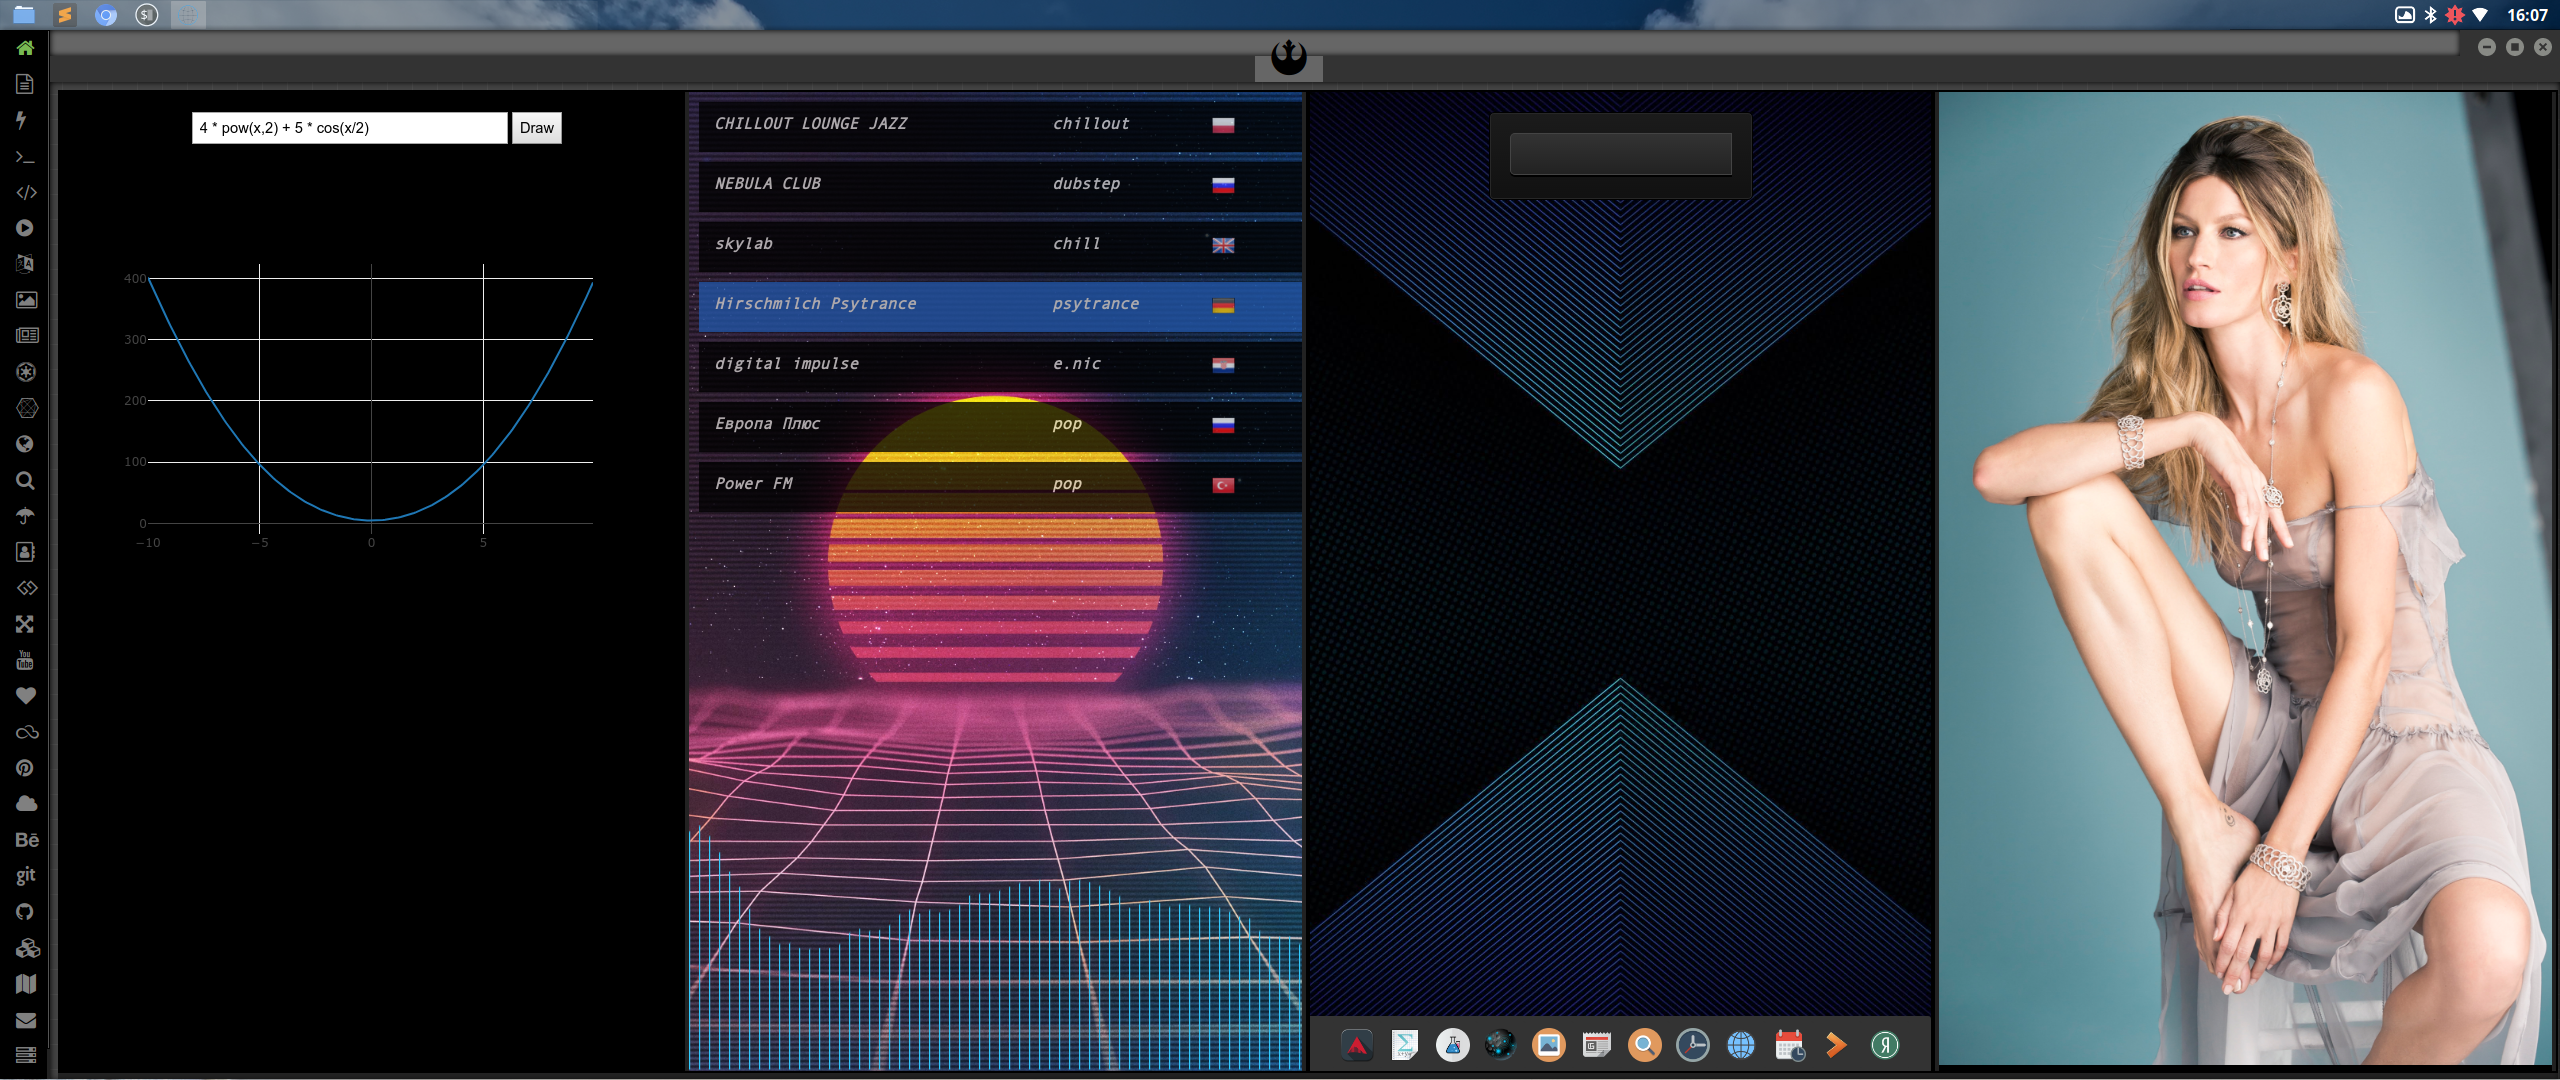 16:07
4 * pow(x,2) + 5 * cos(x/2) Draw
400
300
200
100
0
−10 −5 0 5
CHILLOUT LOUNGE JAZZ chillout
NEBULA CLUB dubstep
skylab chill
Hirschmilch Psytrance psytrance
digital impulse e.nic
Европа Плюс pop
Power FM pop
You
Tube
Bē
git
Я